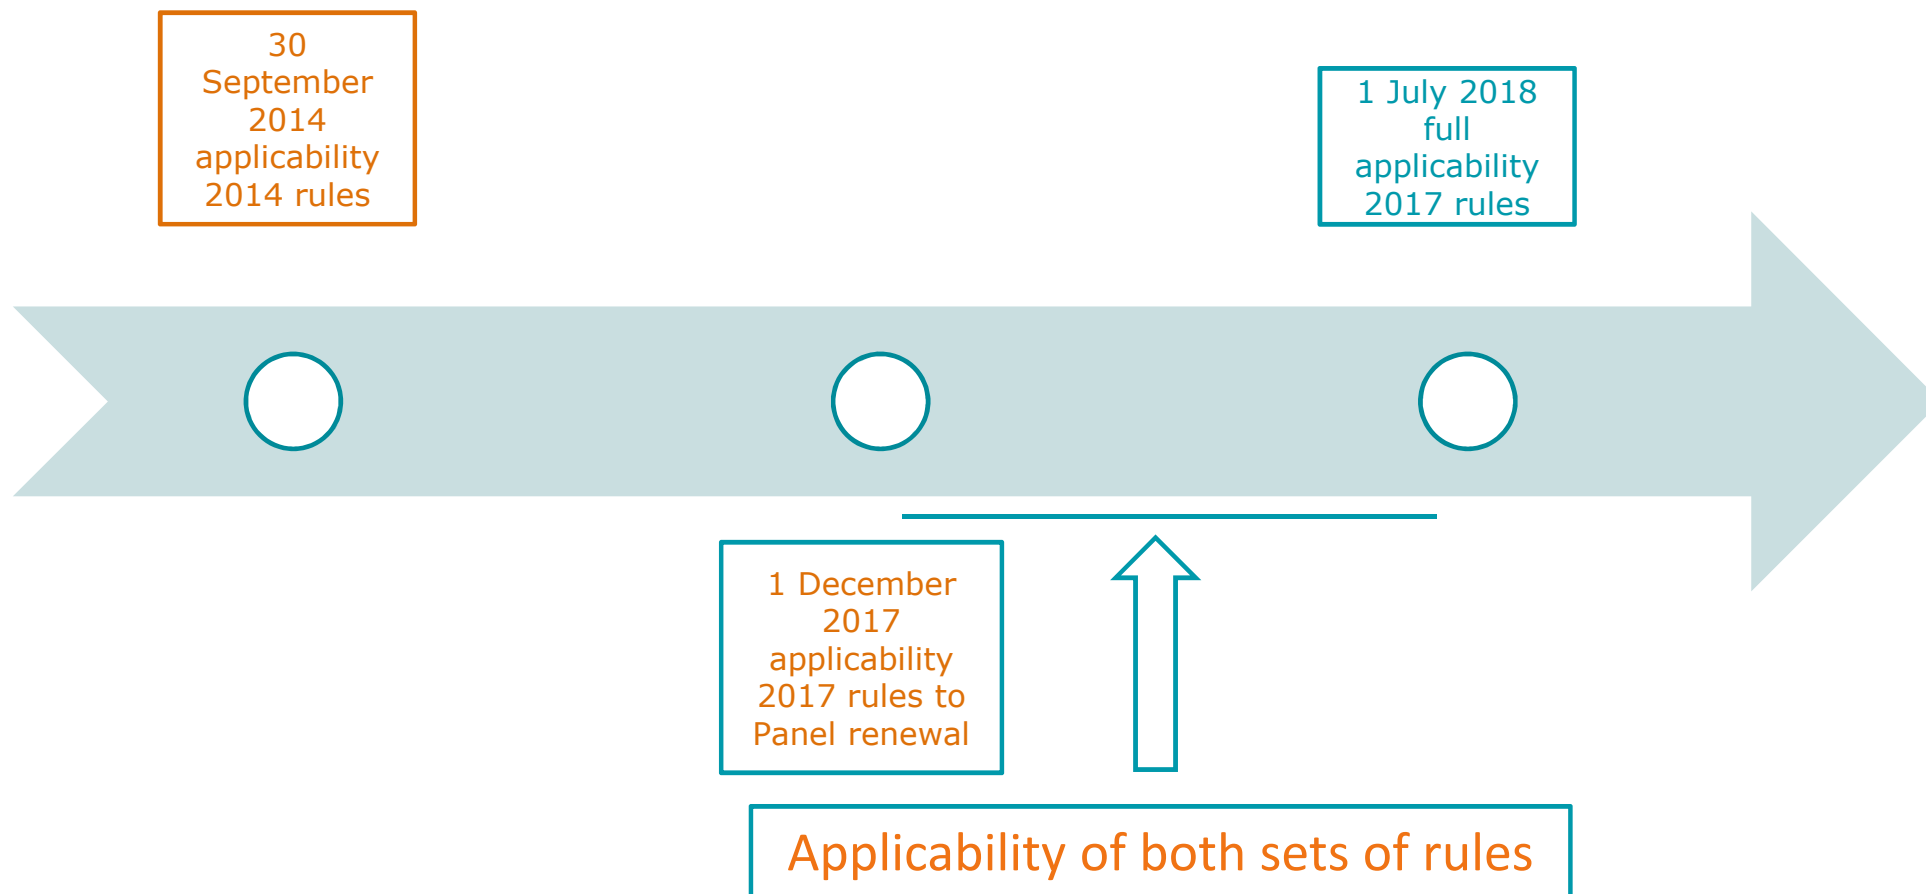 30
September
2014
applicability
2014 rules
1 July 2018
full
applicability
2017 rules
1 December
2017
applicability
2017 rules to
Panel renewal
Applicability of both sets of rules